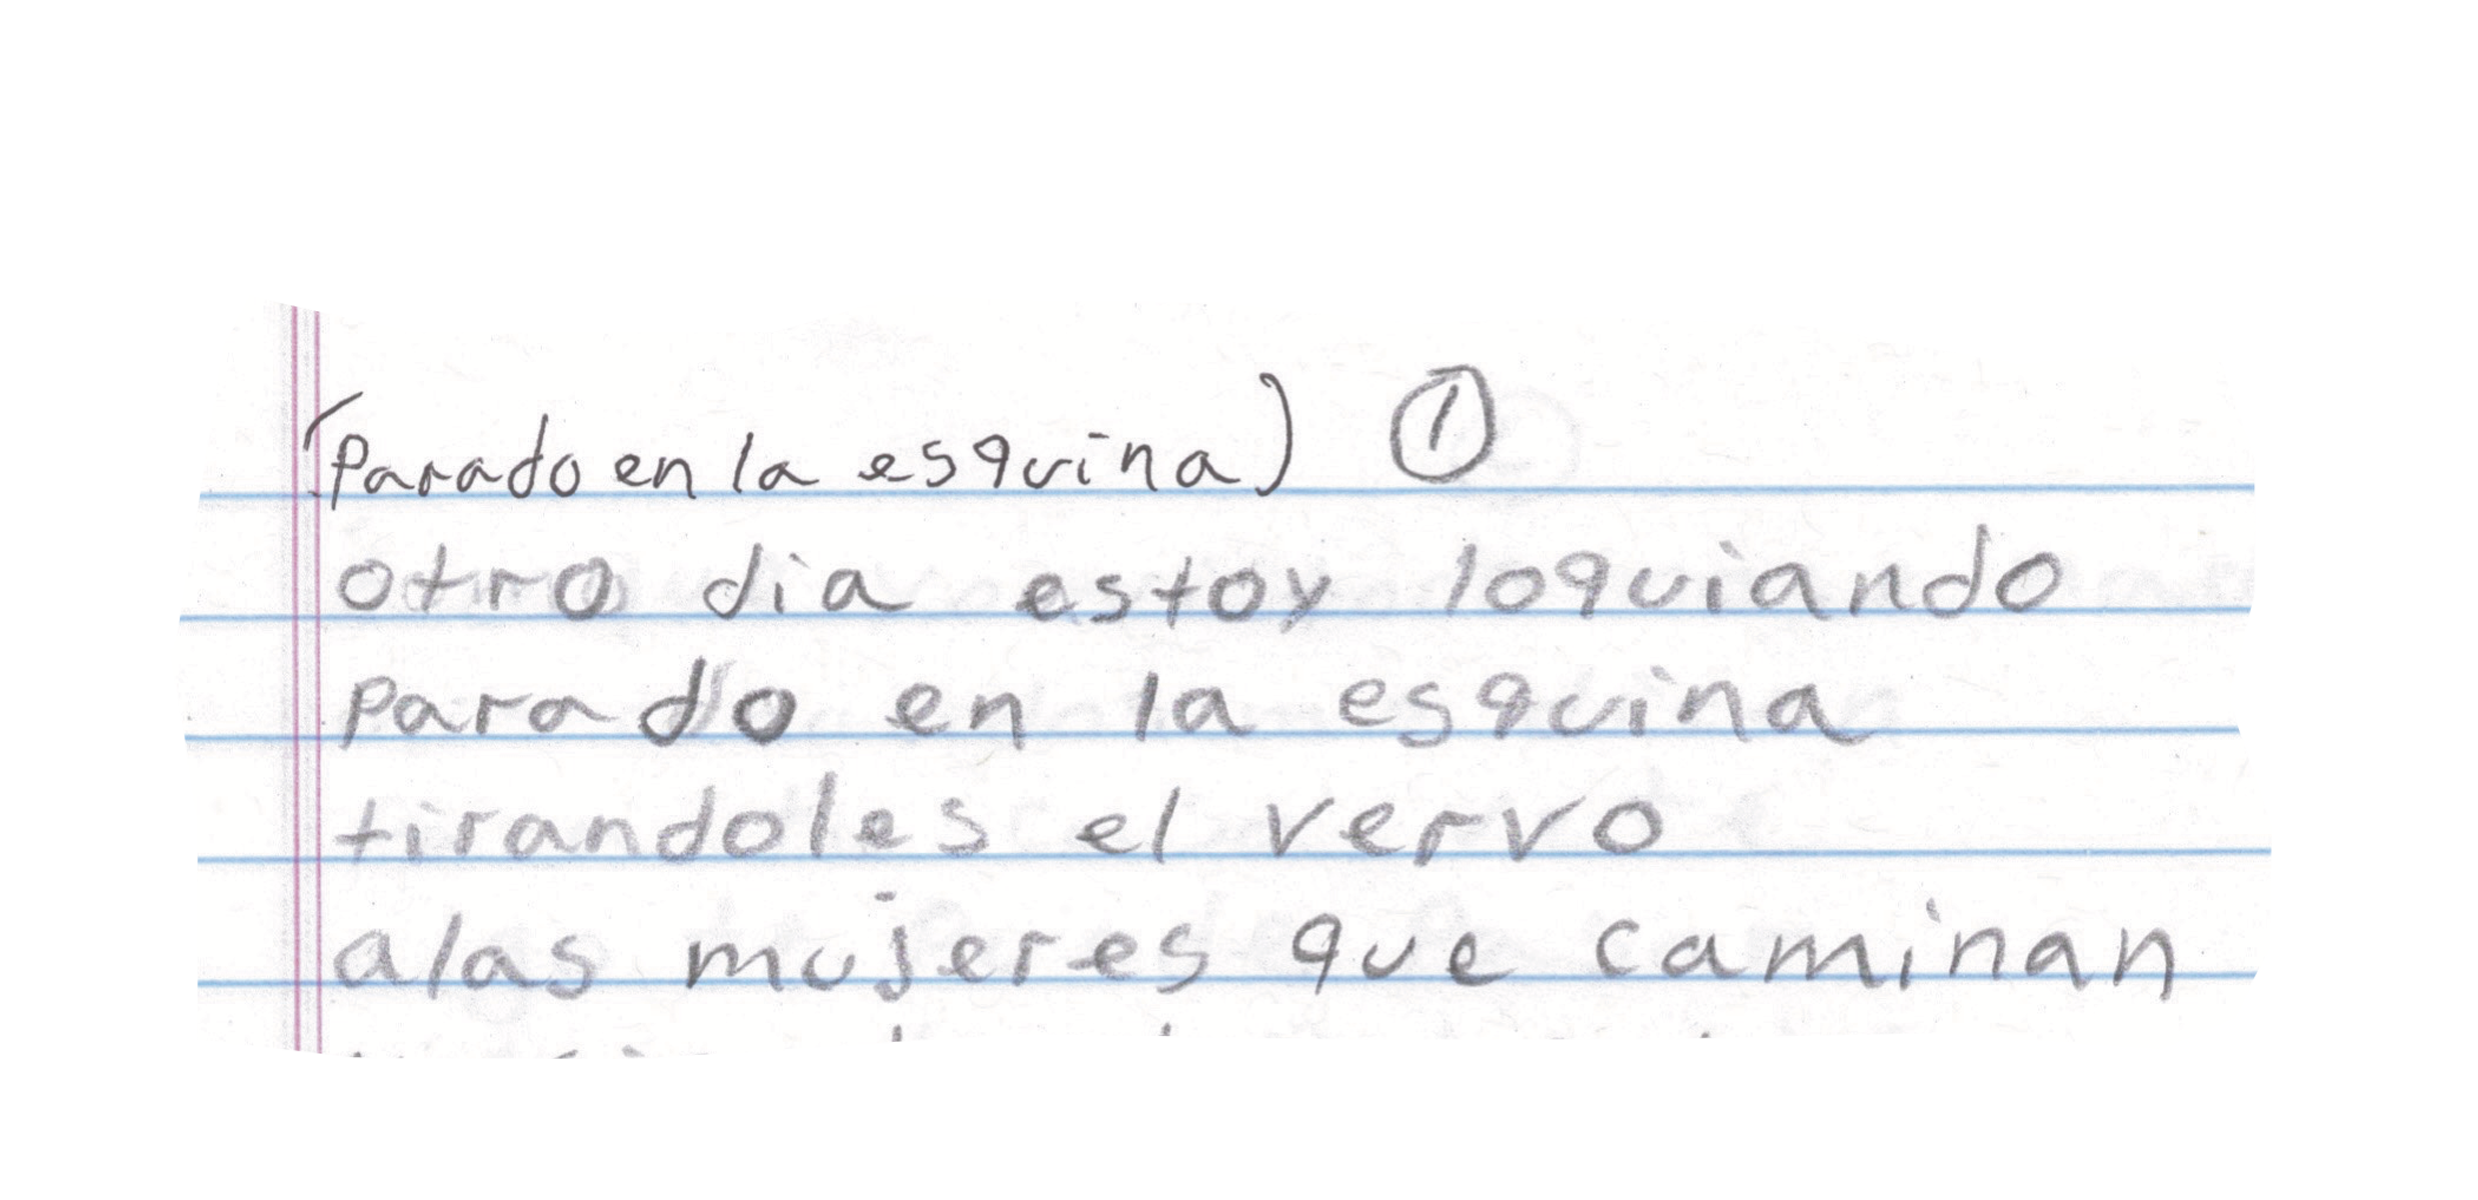 (Parado en la esquina) 1
otro dia estoy loquiando
parado en la esquina
tirandoles el vervo
alas mujeres que caminan